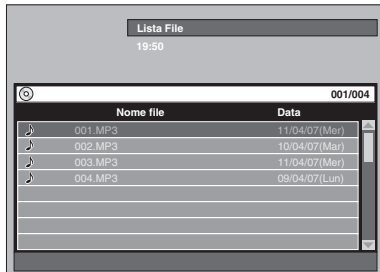 Lista File
19:50
001/004
Nome file Data
001.MP3 11/04/07(Mer)
002.MP3 10/04/07(Mar)
003.MP3 11/04/07(Mer)
004.MP3 09/04/07(Lun)